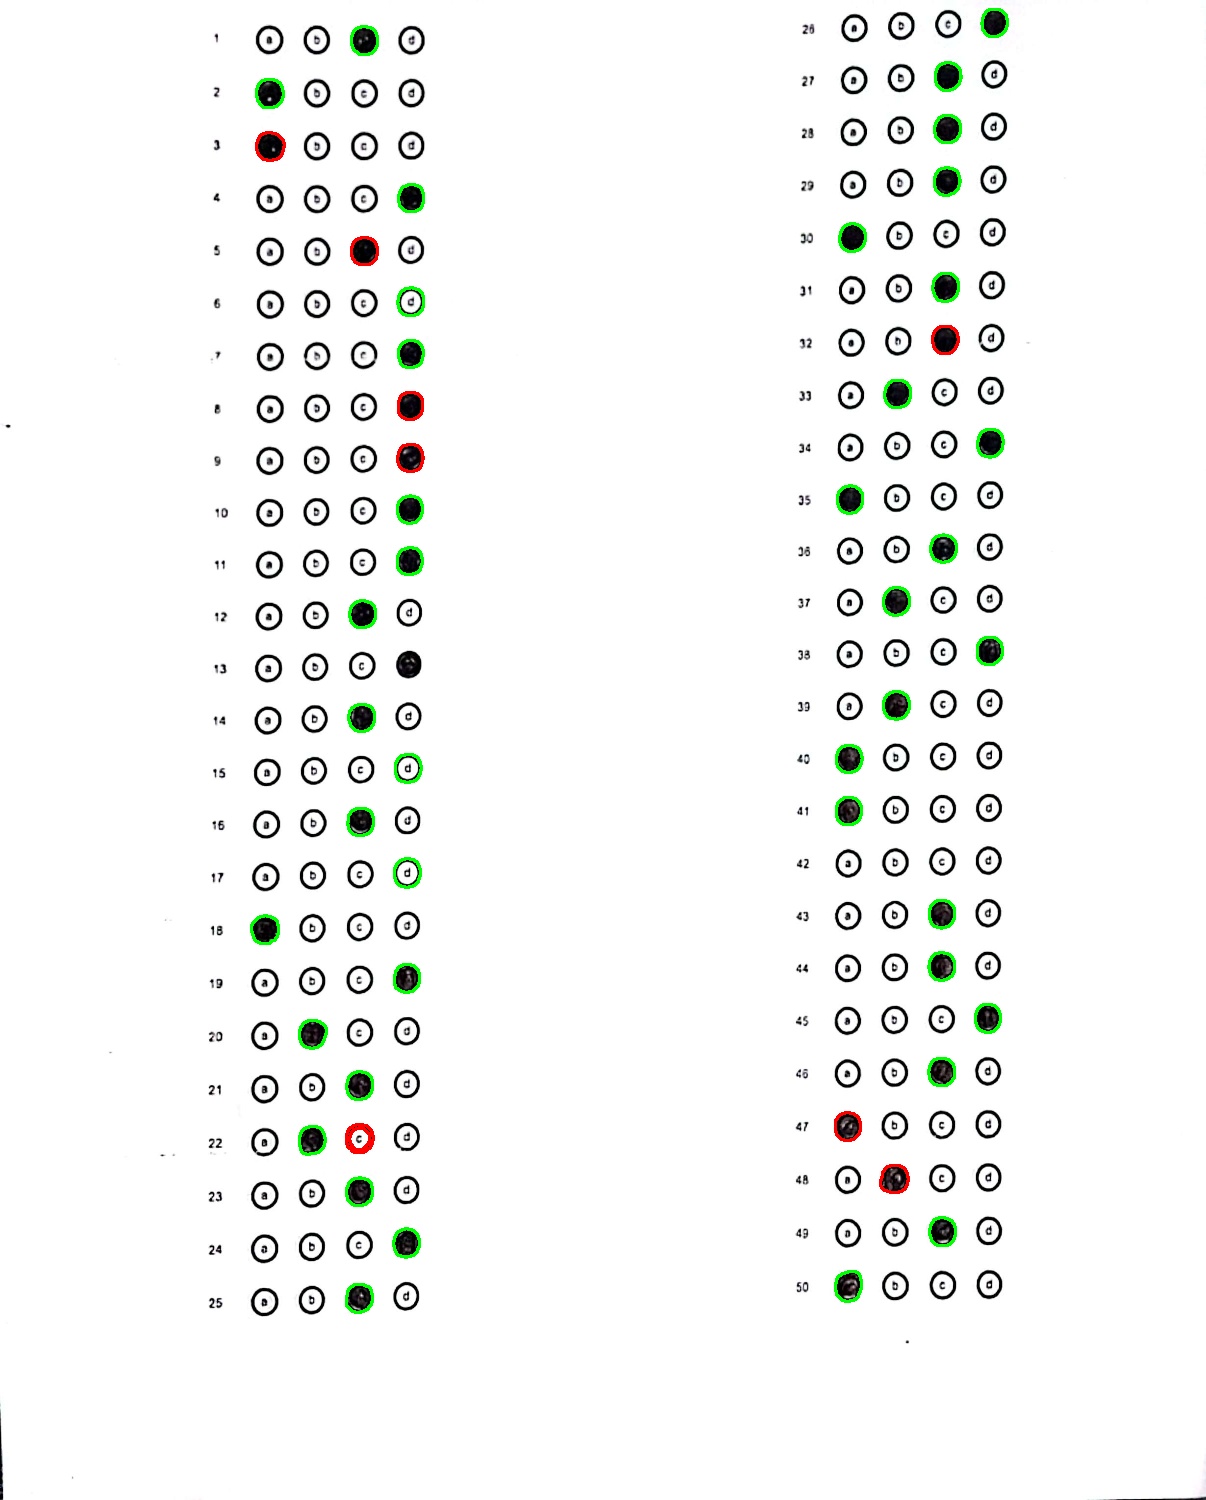 1 a b d
2 b c d
3 b c d
4 a b c
5 a b d
6 a b c d
7 a b c
8 a b c
9 a b c
10 a b c
11 a b c
12 a b d
13 a b c
14 a b d
15 a b c d
16 a b d
17 a b c d
18 b c d
19 a b c
20 a c d
21 a b d
22 a c d
23 a b d
24 a b c
25 a b d
26 a b c
27 a b d
28 a b d
29 a b d
30 b c d
31 a b d
32 a b d
33 a c d
34 a b c
35 b c d
36 a b d
37 a c d
38 a b c
39 a c d
40 b c d
41 b c d
42 a b c d
43 a b d
44 a b d
45 a b c
46 a b d
47 b c d
48 a c d
49 a b d
50 b c d